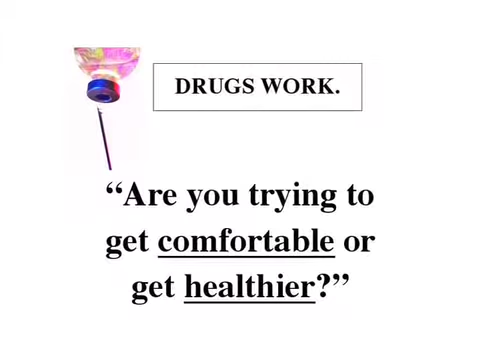 DRUGS WORK.
“Are you trying to
get comfortable or
get healthier?”